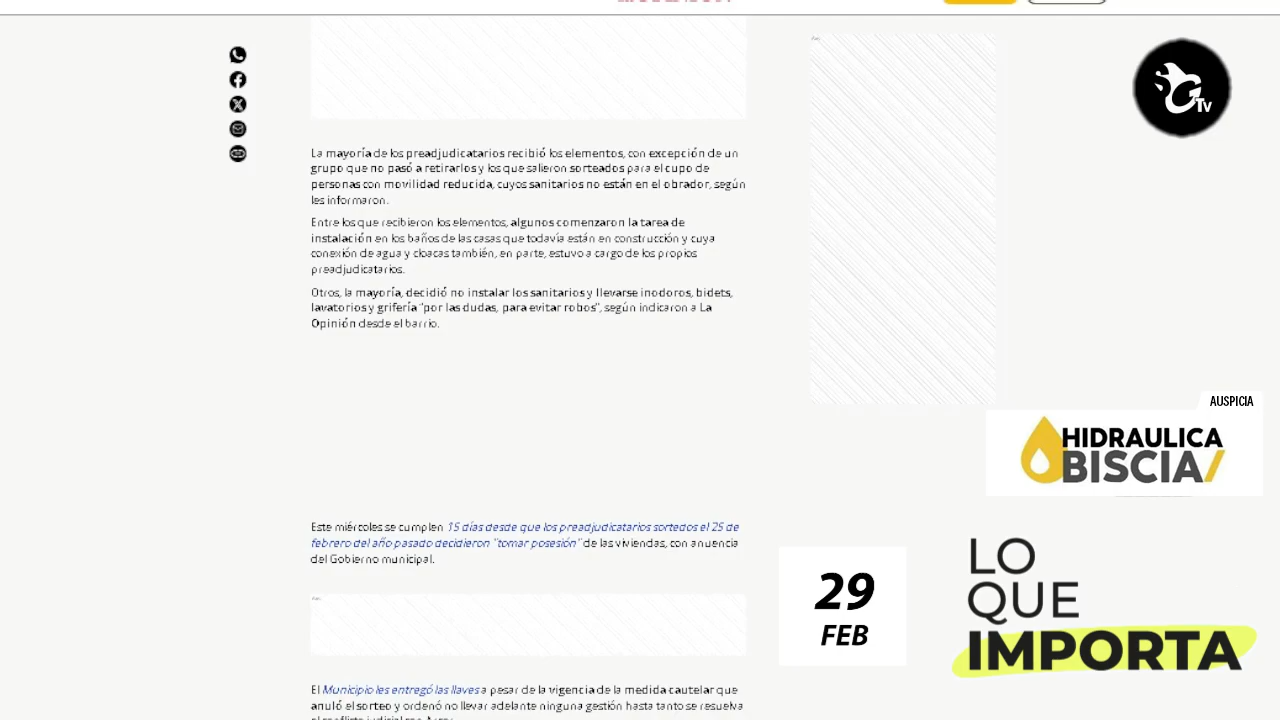 La mayoría de los preadjudicatarios recibió los elementos, con excepción de un
grupo que no pasó a retirarlos y los que salieron sorteados para el cupo de
personas con movilidad reducida, cuyos sanitarios no están en el obrador, según
les informaron.
Entre los que recibieron los elementos, algunos comenzaron la tarea de
instalación en los baños de las casas que todavía están en construcción y cuya
conexión de agua y cloacas también, en parte, estuvo a cargo de los propios
preadjudicatarios.
Otros, la mayoría, decidió no instalar los sanitarios y llevarse inodoros, bidets,
lavatorios y grifería "por las dudas, para evitar robos", según indicaron a La
Opinión desde el barrio.
Este miércoles se cumplen 15 días desde que los preadjudicatarios sorteados el 25 de
febrero del año pasado decidieron "tomar posesión" de las viviendas, con anuencia
del Gobierno municipal.
El Municipio les entregó las llaves a pesar de la vigencia de la medida cautelar que
anuló el sorteo y ordenó no llevar adelante ninguna gestión hasta tanto se resuelva
GTV
AUSPICIA
HIDRAULICA
BISCIA/
29
FEB
LO
QUE
IMPORTA